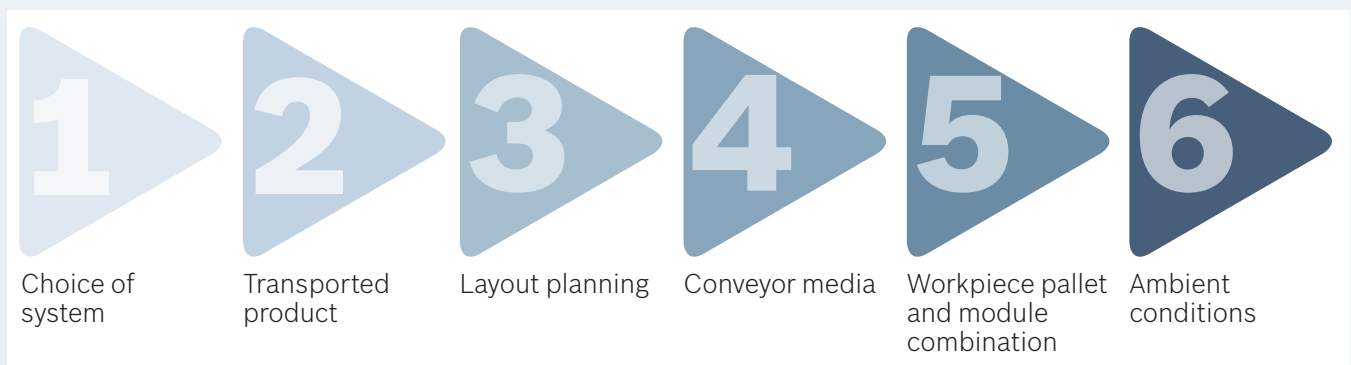 1
Choice of
system
2
Transported
product
3
Layout planning
4
Conveyor media
5
Workpiece pallet
and module
combination
6
Ambient
conditions